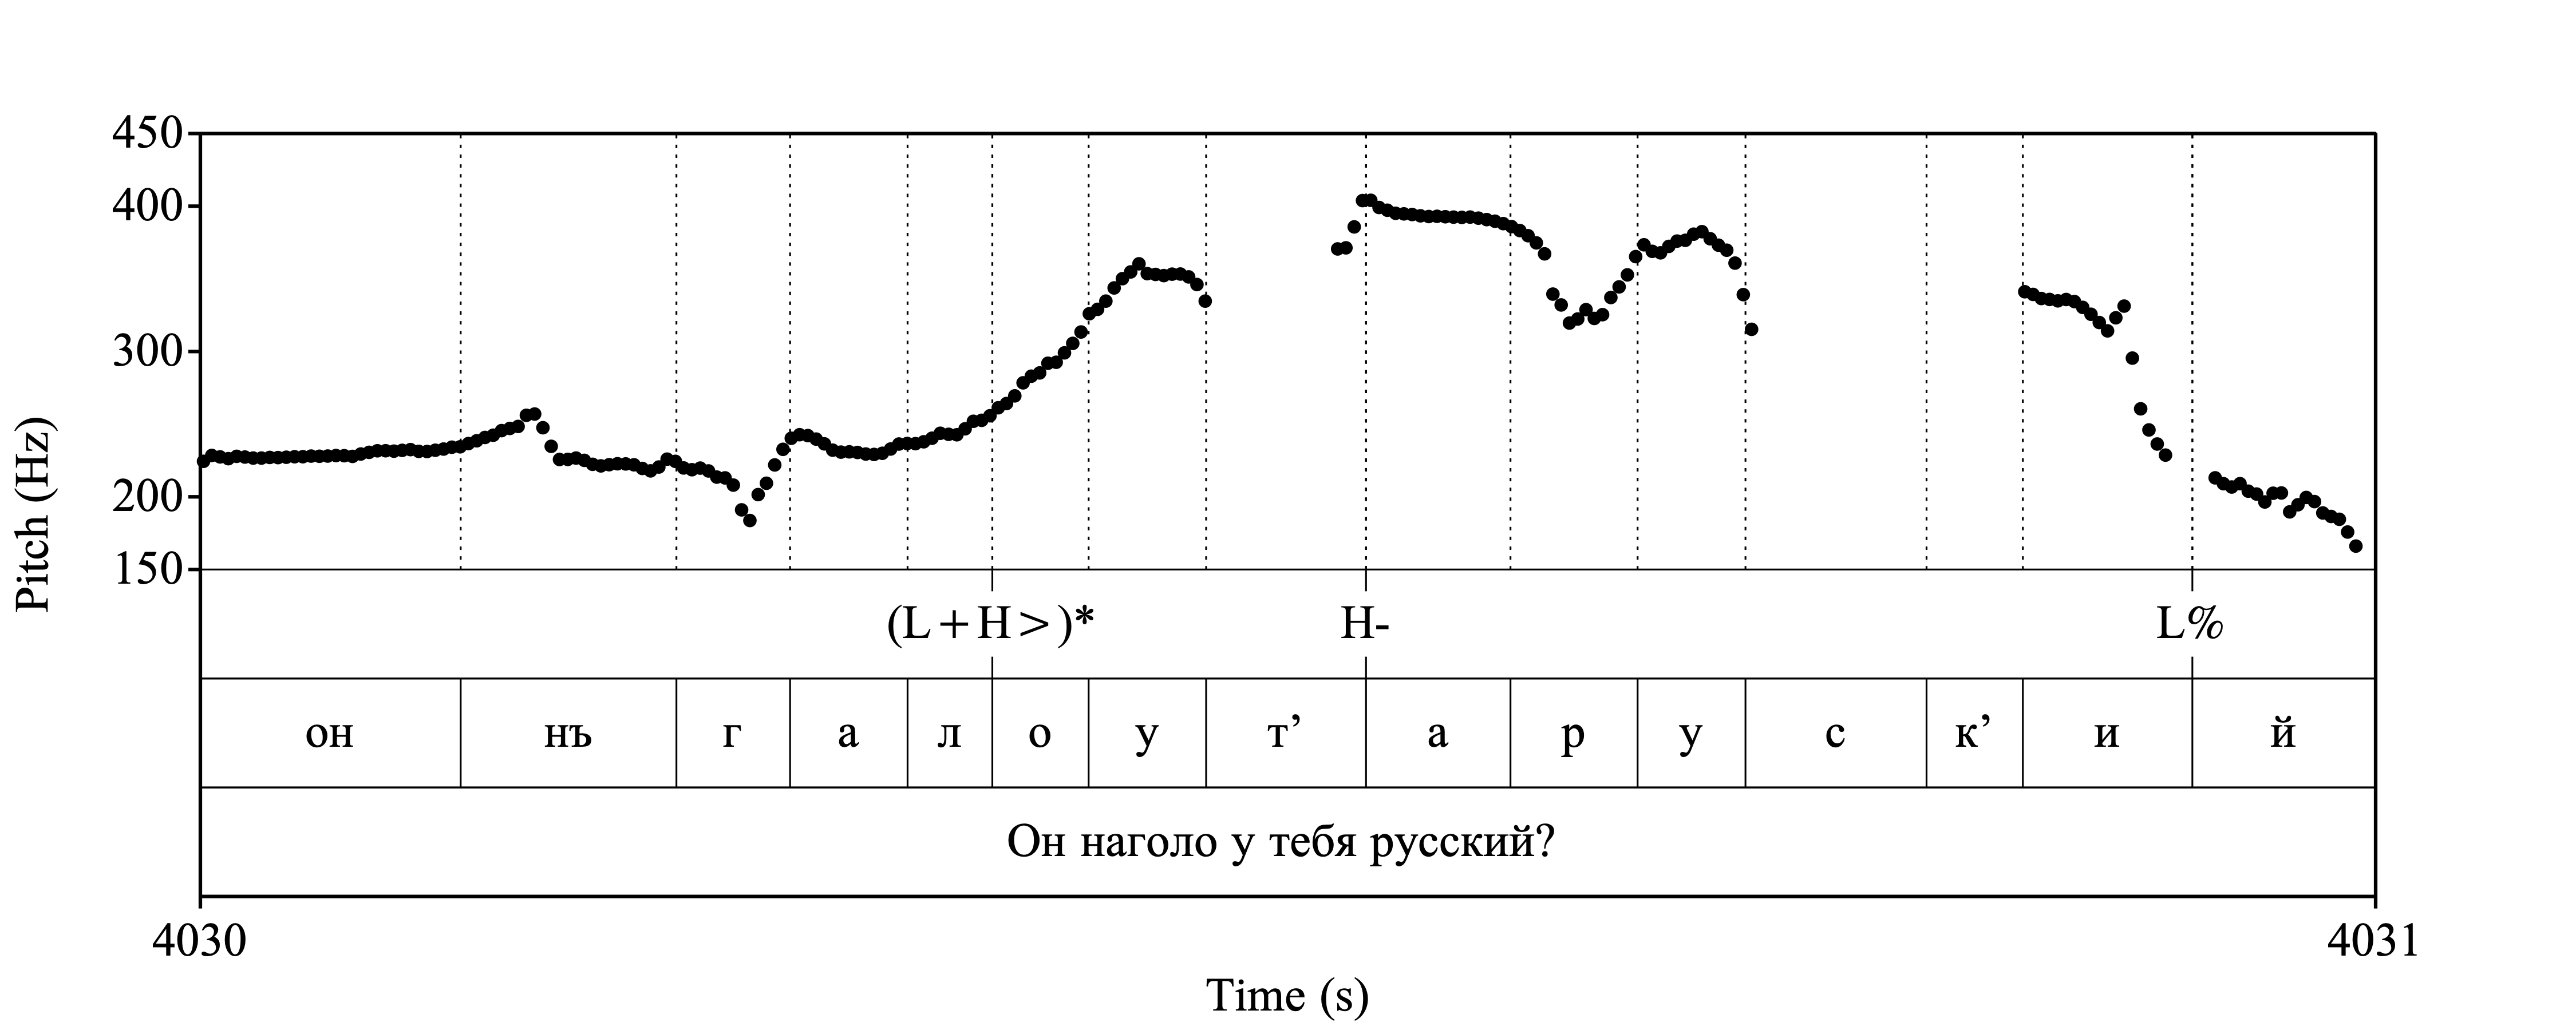 450
400
300
200
150
Pitch (Hz)
(L+H>)* H- L%
он нъ г а л о у т’ а р у с к’ и й
Он наголо у тебя русский?
4030 4031
Time (s)